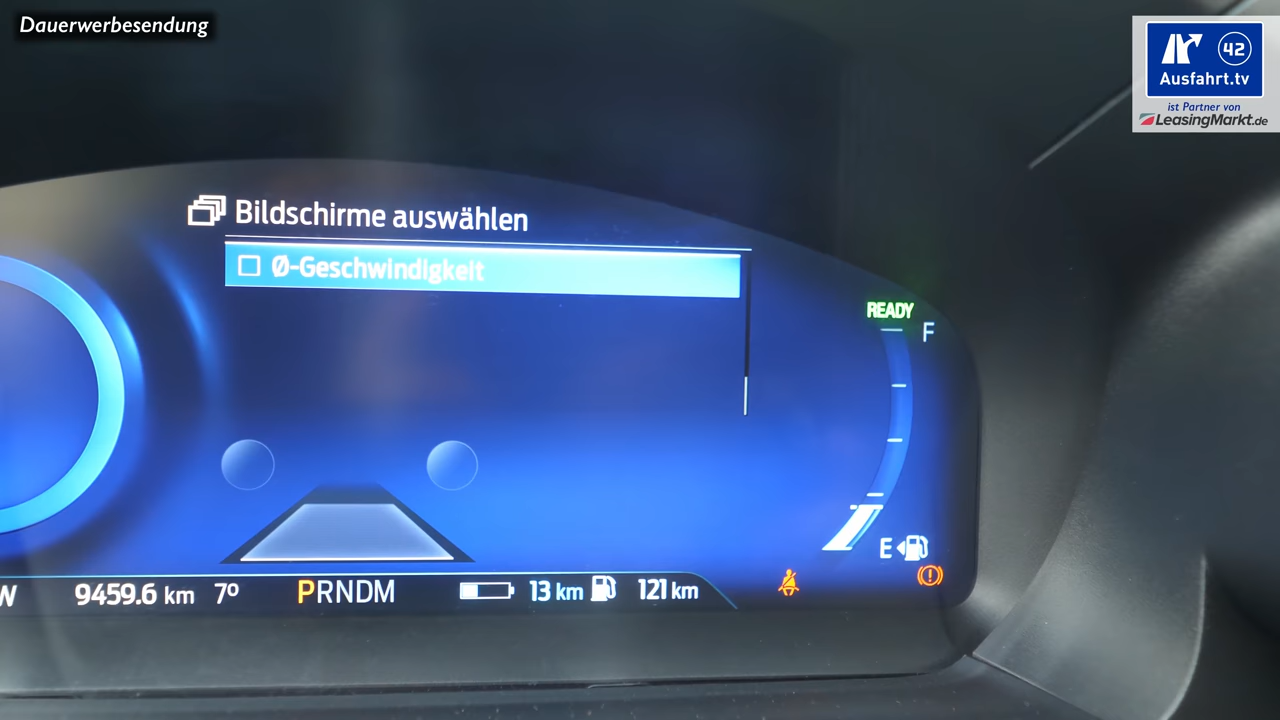 Dauerwerbesendung
42
Ausfahrt.tv
ist Partner von
LeasingMarkt.de
Bildschirme auswählen
Ø-Geschwindigkeit
READY
F
E
W 9459.6 km 7º PRNDM 13 km 121 km